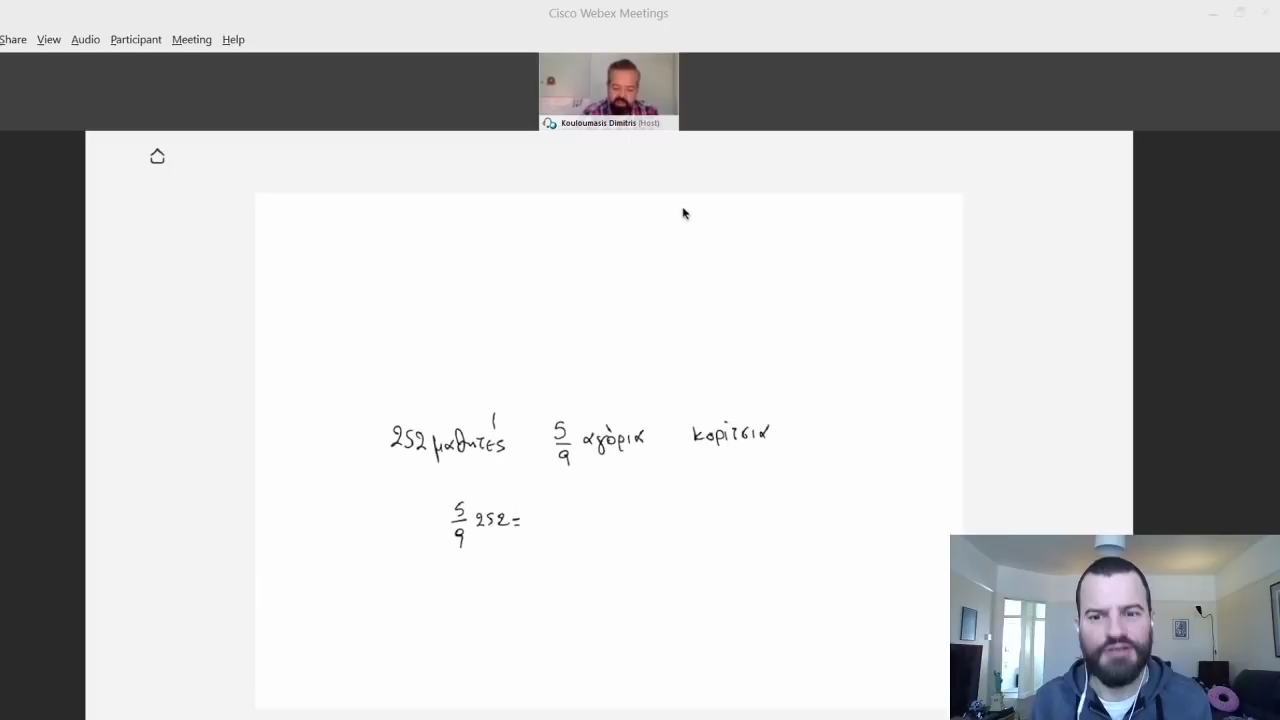 Cisco Webex Meetings
Share View Audio Participant Meeting Help
Kouloumasis Dimitris (Host)
252 μαθητές 5/9 αγόρια κορίτσια
5/9 252=